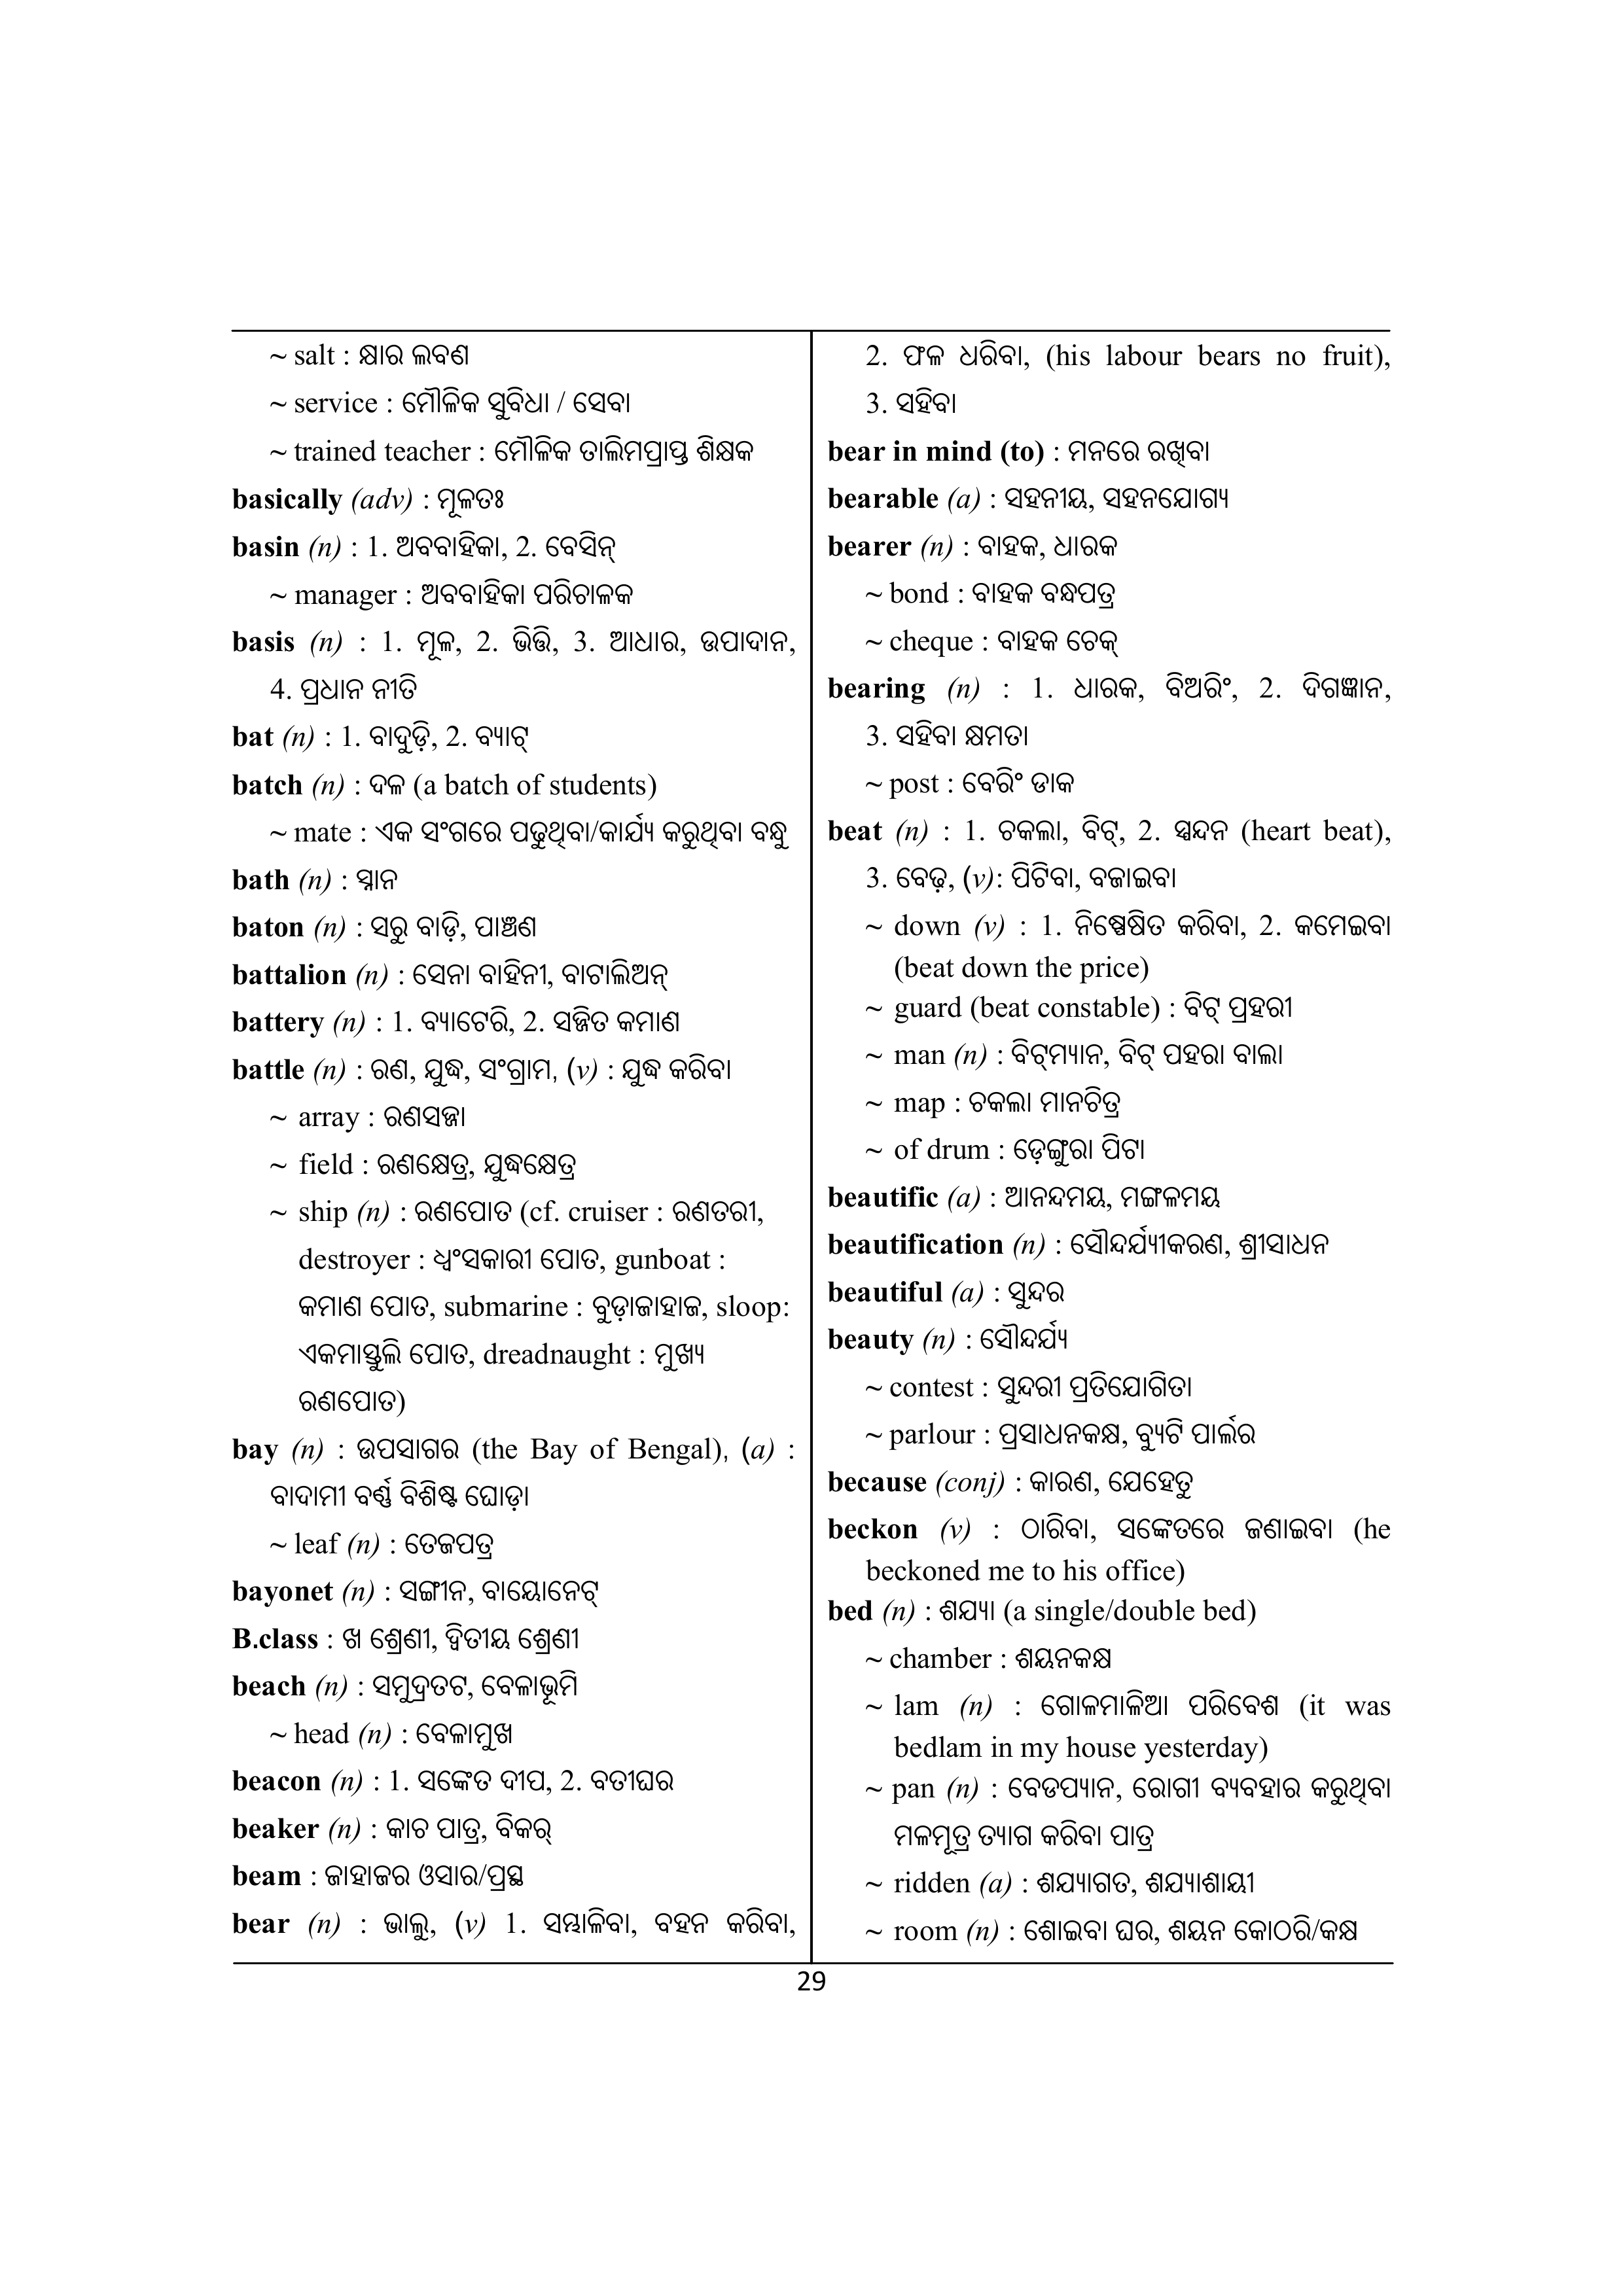 ~ salt : କ୍ଷାର ଲବଣ
~ service : ମୌଳିକ ସୁବିଧା / ସେବା
~ trained teacher : ମୌଳିକ ତାଲିମପ୍ରାପ୍ତ ଶିକ୍ଷକ
basically (adv) : ମୂଳତଃ
basin (n) : 1. ଅବବାହିକା, 2. ବେସିନ୍
~ manager : ଅବବାହିକା ପରିଚାଳକ
basis (n) : 1. ମୂଳ, 2. ଭିତ୍ତି, 3. ଆଧାର, ଉପାଦାନ,
4. ପ୍ରଧାନ ନୀତି
bat (n) : 1. ବାଦୁଡ଼ି, 2. ବ୍ୟାଟ୍
batch (n) : ଦଳ (a batch of students)
~ mate : ଏକ ସଂଗରେ ପଢୁଥିବା/କାର୍ଯ୍ୟ କରୁଥିବା ବନ୍ଧୁ
bath (n) : ସ୍ନାନ
baton (n) : ସରୁ ବାଡ଼ି, ପାଞ୍ଚଣ
battalion (n) : ସେନା ବାହିନୀ, ବାଟାଲିଅନ୍
battery (n) : 1. ବ୍ୟାଟେରି, 2. ସଜ୍ଜିତ କମାଣ
battle (n) : ରଣ, ଯୁଦ୍ଧ, ସଂଗ୍ରାମ, (v) : ଯୁଦ୍ଧ କରିବା
~ array : ରଣସଜ୍ଜା
~ field : ରଣକ୍ଷେତ୍ର, ଯୁଦ୍ଧକ୍ଷେତ୍ର
~ ship (n) : ରଣପୋତ (cf. cruiser : ରଣତରୀ,
destroyer : ଧ୍ୱଂସକାରୀ ପୋତ, gunboat :
କମାଣ ପୋତ, submarine : ବୁଡ଼ାଜାହାଜ, sloop:
ଏକମାସ୍ତୁଲି ପୋତ, dreadnaught : ମୁଖ୍ୟ
ରଣପୋତ)
bay (n) : ଉପସାଗର (the Bay of Bengal), (a) :
ବାଦାମୀ ବର୍ଣ୍ଣ ବିଶିଷ୍ଟ ଘୋଡ଼ା
~ leaf (n) : ତେଜପତ୍ର
bayonet (n) : ସଙ୍ଗୀନ, ବାୟୋନେଟ୍
B.class : ଖ ଶ୍ରେଣୀ, ଦ୍ୱିତୀୟ ଶ୍ରେଣୀ
beach (n) : ସମୁଦ୍ରତଟ, ବେଳାଭୂମି
~ head (n) : ବେଳାମୁଖ
beacon (n) : 1. ସଙ୍କେତ ଦୀପ, 2. ବତୀଘର
beaker (n) : କାଚ ପାତ୍ର, ବିକର୍
beam : ଜାହାଜର ଓସାର/ପ୍ରସ୍ଥ
bear (n) : ଭାଲୁ, (v) 1. ସମ୍ଭାଳିବା, ବହନ କରିବା,
2. ଫଳ ଧରିବା, (his labour bears no fruit),
3. ସହିବା
bear in mind (to) : ମନରେ ରଖିବା
bearable (a) : ସହନୀୟ, ସହନଯୋଗ୍ୟ
bearer (n) : ବାହକ, ଧାରକ
~ bond : ବାହକ ବନ୍ଧପତ୍ର
~ cheque : ବାହକ ଚେକ୍
bearing (n) : 1. ଧାରକ, ବିଅରିଂ, 2. ଦିଗଜ୍ଞାନ,
3. ସହିବା କ୍ଷମତା
~ post : ବେରିଂ ଡାକ
beat (n) : 1. ଚକଲା, ବିଟ୍, 2. ସ୍ପନ୍ଦନ (heart beat),
3. ବେଢ଼, (v): ପିଟିବା, ବଜାଇବା
~ down (v) : 1. ନିଷ୍ପେଷିତ କରିବା, 2. କମେଇବା
(beat down the price)
~ guard (beat constable) : ବିଟ୍ ପ୍ରହରୀ
~ man (n) : ବିଟ୍‌ମ୍ୟାନ, ବିଟ୍ ପହରା ବାଲା
~ map : ଚକଲା ମାନଚିତ୍ର
~ of drum : ଡ଼େଙ୍ଗୁରା ପିଟା
beautific (a) : ଆନନ୍ଦମୟ, ମଙ୍ଗଳମୟ
beautification (n) : ସୌନ୍ଦର୍ଯ୍ୟୀକରଣ, ଶ୍ରୀସାଧନ
beautiful (a) : ସୁନ୍ଦର
beauty (n) : ସୌନ୍ଦର୍ଯ୍ୟ
~ contest : ସୁନ୍ଦରୀ ପ୍ରତିଯୋଗିତା
~ parlour : ପ୍ରସାଧନକକ୍ଷ, ବ୍ୟୁଟି ପାର୍ଲର
because (conj) : କାରଣ, ଯେହେତୁ
beckon (v) : ଠାରିବା, ସଙ୍କେତରେ ଜଣାଇବା (he
beckoned me to his office)
bed (n) : ଶଯ୍ୟା (a single/double bed)
~ chamber : ଶୟନକକ୍ଷ
~ lam (n) : ଗୋଳମାଳିଆ ପରିବେଶ (it was
bedlam in my house yesterday)
~ pan (n) : ବେଡପ୍ୟାନ, ରୋଗୀ ବ୍ୟବହାର କରୁଥିବା
ମଳମୂତ୍ର ତ୍ୟାଗ କରିବା ପାତ୍ର
~ ridden (a) : ଶଯ୍ୟାଗତ, ଶଯ୍ୟାଶାୟୀ
~ room (n) : ଶୋଇବା ଘର, ଶୟନ କୋଠରି/କକ୍ଷ
29